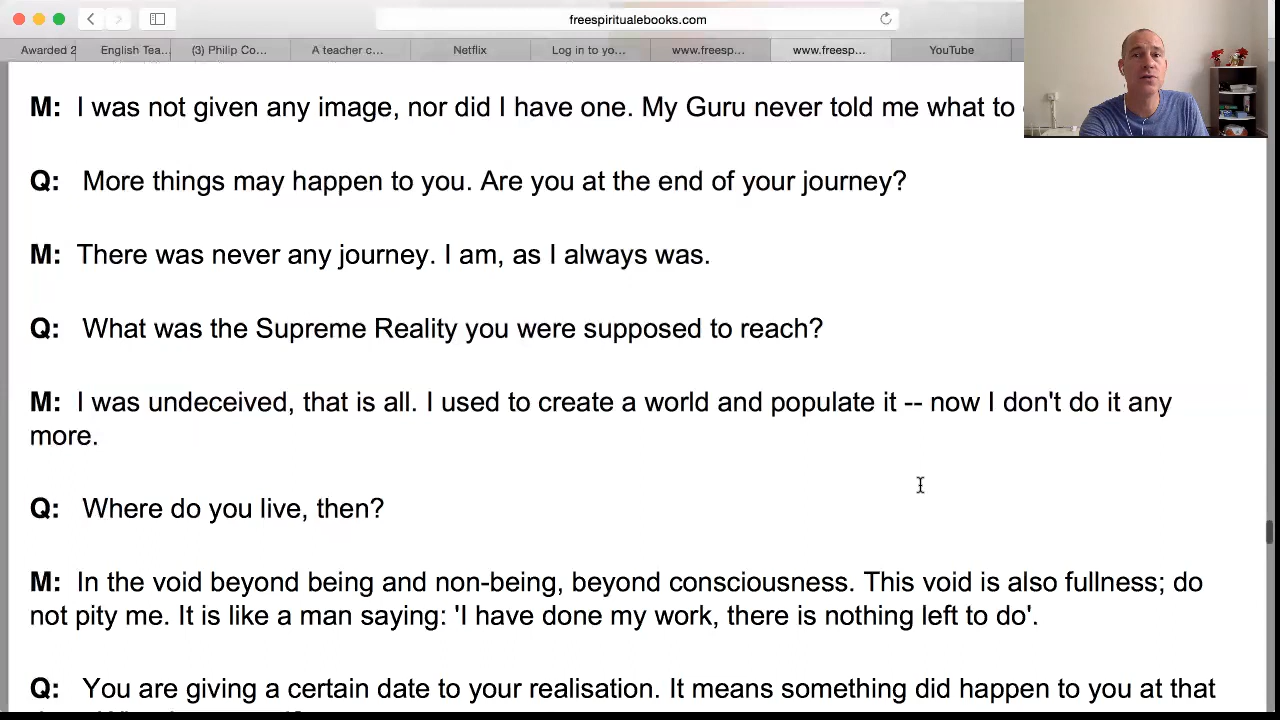 freespiritualebooks.com
Awarded 2
English Tea...
(3) Philip Co...
A teacher c...
Netflix
Log in to yo...
www.freesp...
www.freesp...
YouTube
M: I was not given any image, nor did I have one. My Guru never told me what to
Q: More things may happen to you. Are you at the end of your journey?
M: There was never any journey. I am, as I always was.
Q: What was the Supreme Reality you were supposed to reach?
M: I was undeceived, that is all. I used to create a world and populate it -- now I don't do it any
more.
Q: Where do you live, then?
M: In the void beyond being and non-being, beyond consciousness. This void is also fullness; do
not pity me. It is like a man saying: 'I have done my work, there is nothing left to do'.
Q: You are giving a certain date to your realisation. It means something did happen to you at that